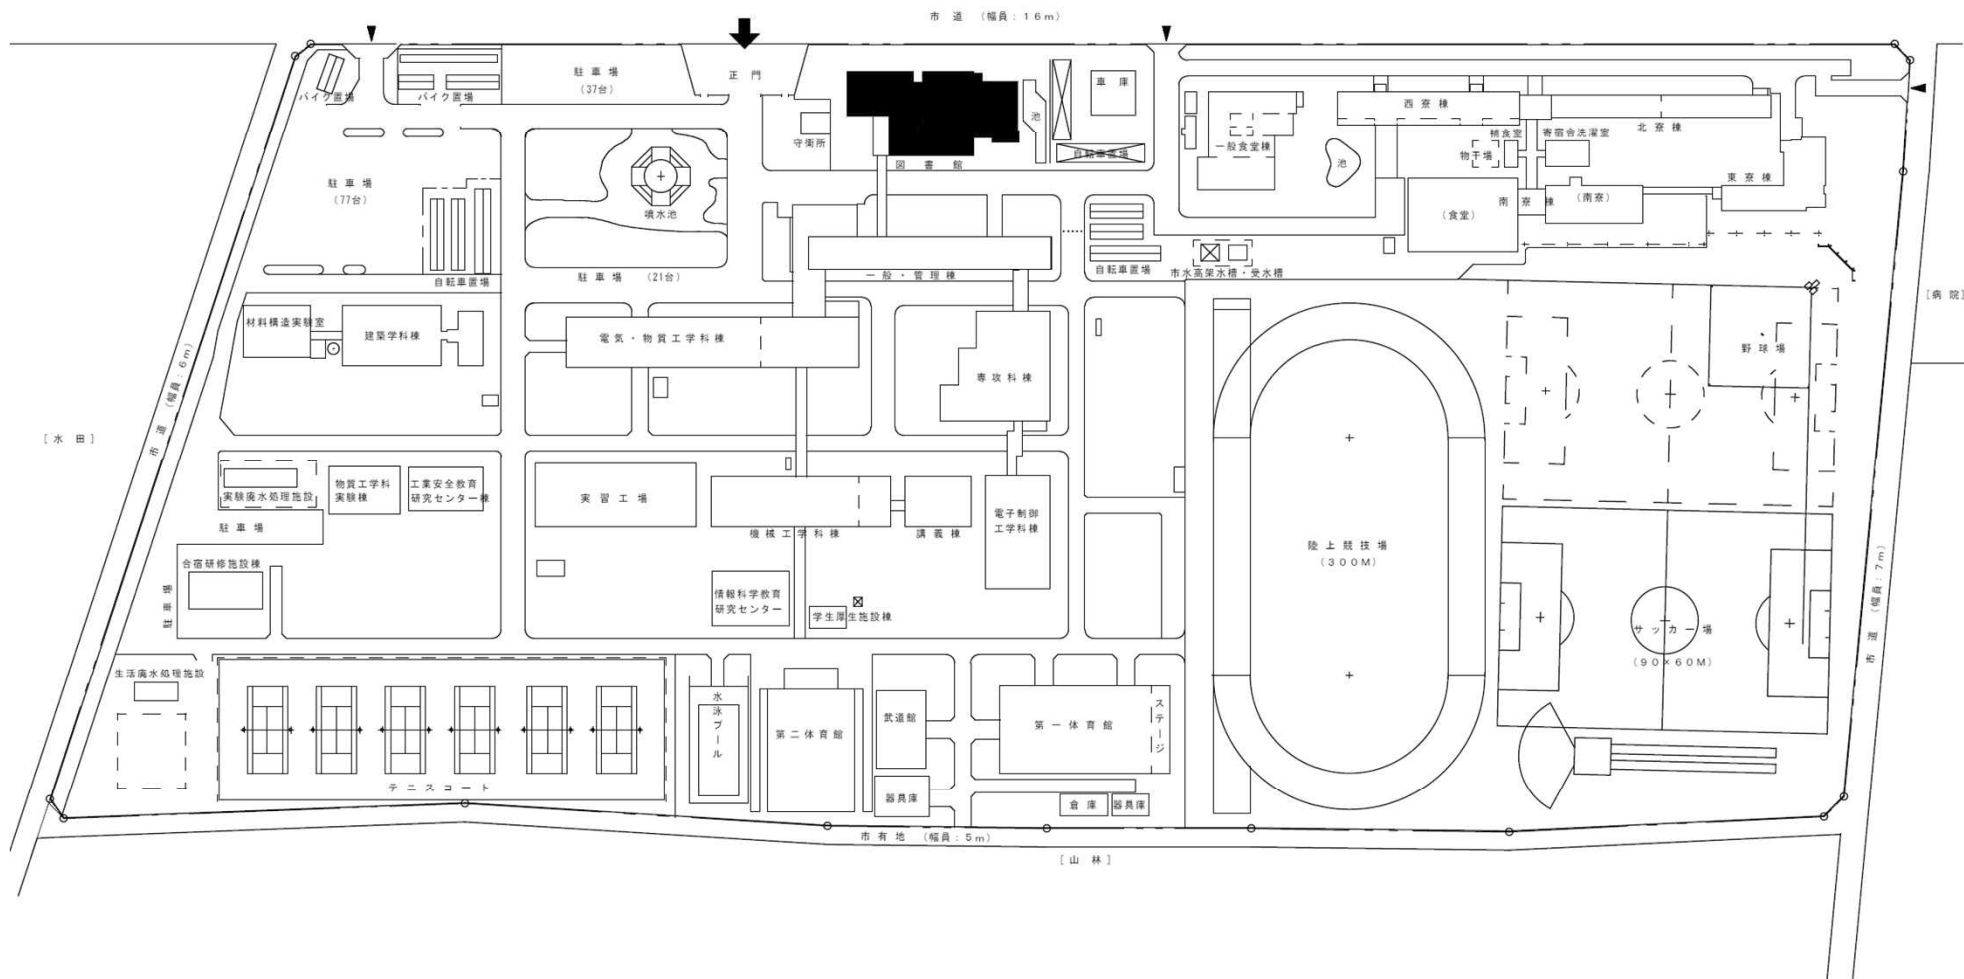 市 道 (幅員:16m)
バイク置場
バイク置場
駐 車 場
(37台)
正 門
守衛所
図 書 館
池
車 庫
自転車置場
一般食堂棟
池
西 寮 棟
補食室
寄宿舎洗濯室
北 寮 棟
物干場
東 寮 棟
(食堂)
南 寮 棟
(南寮)
駐 車 場
(77台)
自転車置場
噴水池
駐 車 場 (21台)
一 般 ・ 管 理 棟
自転車置場
市水高架水槽・受水槽
[病 院]
材料構造実験室
建築学科棟
電 気 ・ 物 質 工 学 科 棟
専 攻 科 棟
野 球 場
市 道 (幅員:6m)
[水 田]
実験廃水処理施設
物質工学科
実験棟
工業安全教育
研究センター棟
実 習 工 場
機 械 工 学 科 棟
講 義 棟
電子制御
工学科棟
陸 上 競 技 場
(300M)
駐 車 場
合宿研修施設棟
駐 車 場
情報科学教育
研究センター
学生厚生施設棟
サ ッ カ ー 場
(90×60M)
市 道 (幅員:7m)
生活廃水処理施設
テ ニ ス コ ー ト
水泳プール
第二体育館
武道館
器具庫
第 一 体 育 館
ステージ
倉 庫
器具庫
市 有 地 (幅員:5m)
[山 林]